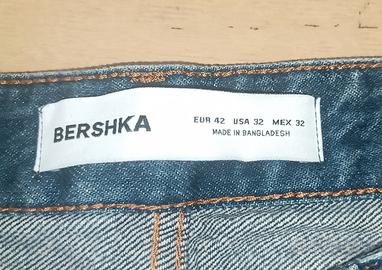 BERSHKA
EUR 42 USA 32 MEX 32
MADE IN BANGLADESH